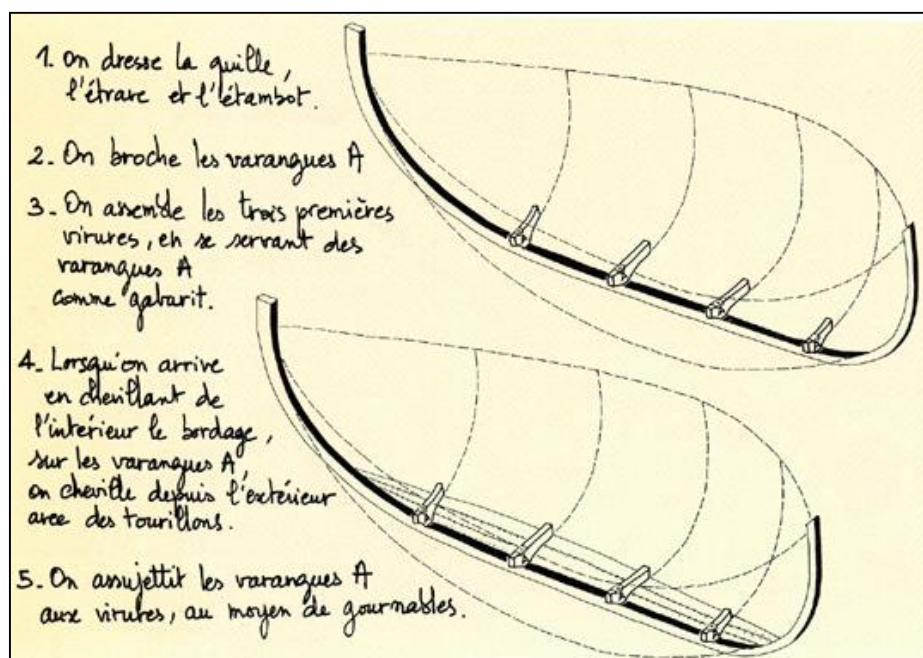 1. On dresse la quille,
l'étrave et l'étambot.
2- On broche les varangues A
3- On assemble les trois premières
virures, en se servant des
varangues A
comme gabarit.
4- Lorsqu'on arrive
en chevillant de
l'intérieur le bordage,
sur les varangues A,
on cheville depuis l'extérieur
avec des tourillons.
5- On assujettit les varangues A
aux virures, au moyen de gournables.